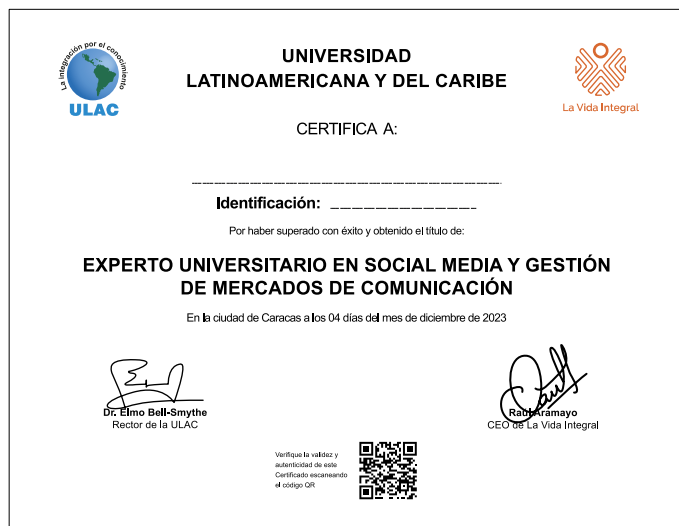 La integración por el conocimiento
ULAC
UNIVERSIDAD
LATINOAMERICANA Y DEL CARIBE
La Vida Integral
CERTIFICA A:
Identificación:
Por haber superado con éxito y obtenido el título de:
EXPERTO UNIVERSITARIO EN SOCIAL MEDIA Y GESTIÓN
DE MERCADOS DE COMUNICACIÓN
En la ciudad de Caracas a los 04 días del mes de diciembre de 2023
Dr. Elmo Bell-Smythe
Rector de la ULAC
Raúl Aramayo
CEO de La Vida Integral
Verifique la validez y
autenticidad de este
Certificado escaneando
el código QR